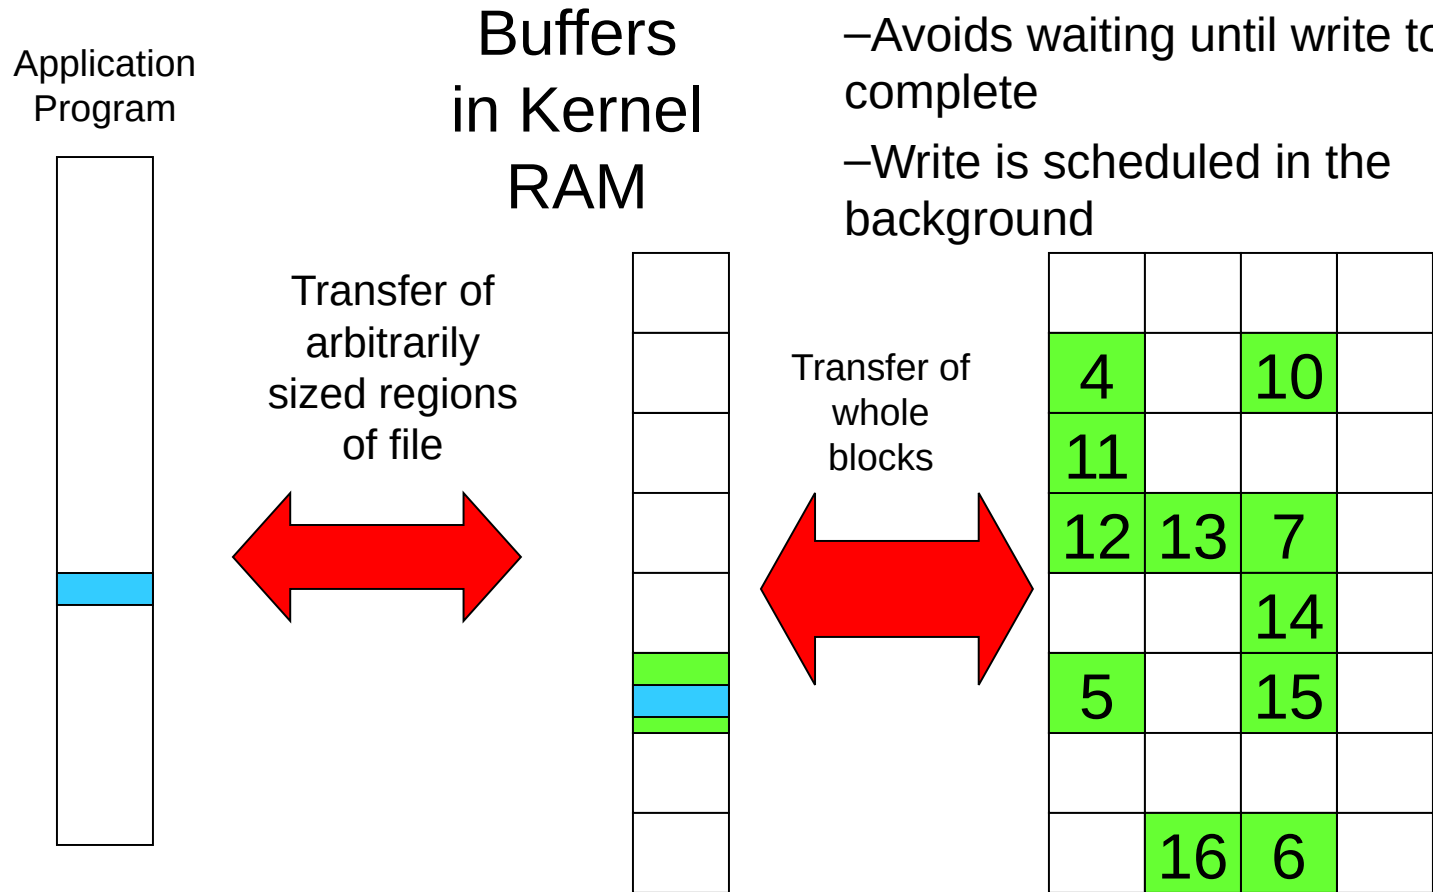 Application
Program
Buffers
in Kernel
RAM
–Avoids waiting until write to
complete
–Write is scheduled in the
background
Transfer of
arbitrarily
sized regions
of file
Transfer of
whole
blocks
4 10
11
12 13 7
14
5 15
16 6